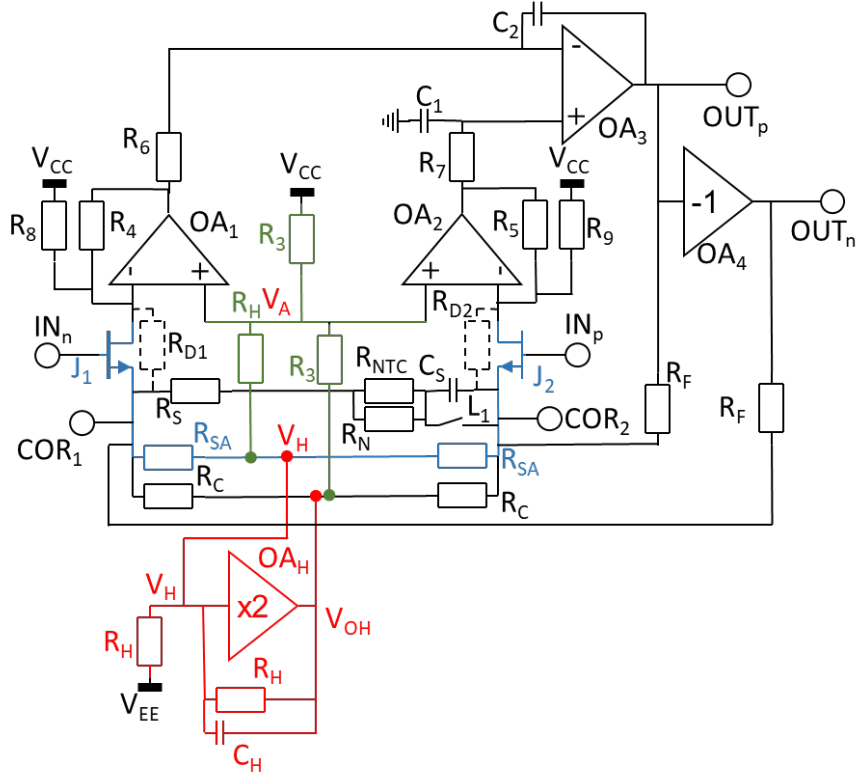 C2
-
+
OA3
OUTp
C1
R6
R7
VCC
VCC
VCC
R8
R4
OA1
R3
OA2
R5
R9
-1
OA4
OUTn
-
+
+
-
INn
RD1
RH
VA
R3
RD2
INp
J1
RNTC
CS
J2
RS
RN
L1
COR2
RF
RF
COR1
RSA
VH
RSA
RC
RC
OAH
VH
x2
VOH
RH
VEE
RH
CH